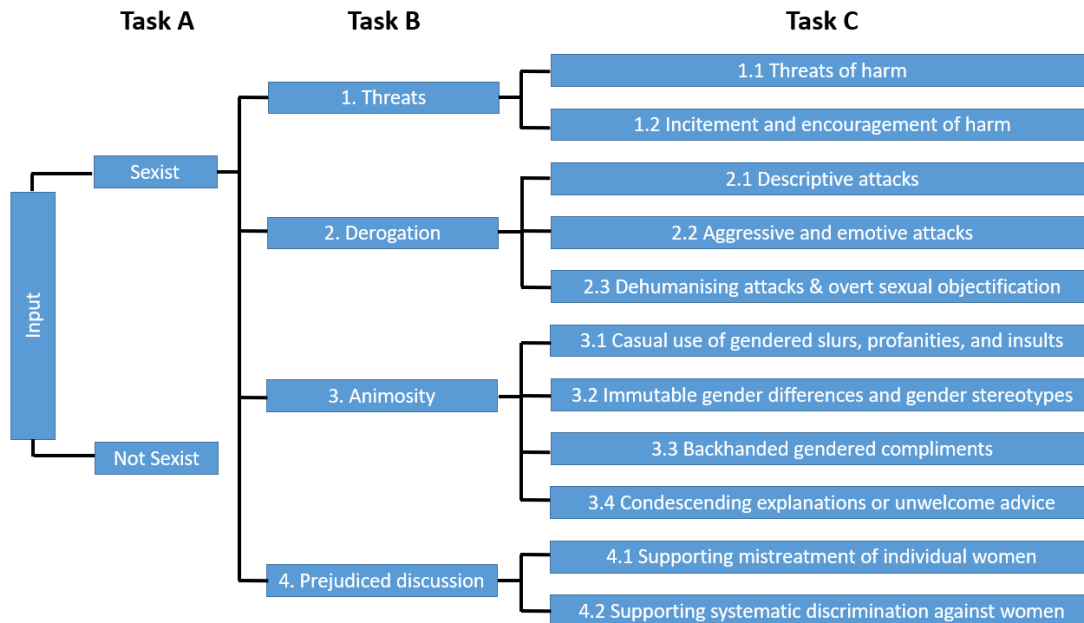 Task A
Task B
Task C
Input
Sexist
Not Sexist
1. Threats
2. Derogation
3. Animosity
4. Prejudiced discussion
1.1 Threats of harm
1.2 Incitement and encouragement of harm
2.1 Descriptive attacks
2.2 Aggressive and emotive attacks
2.3 Dehumanising attacks & overt sexual objectification
3.1 Casual use of gendered slurs, profanities, and insults
3.2 Immutable gender differences and gender stereotypes
3.3 Backhanded gendered compliments
3.4 Condescending explanations or unwelcome advice
4.1 Supporting mistreatment of individual women
4.2 Supporting systematic discrimination against women